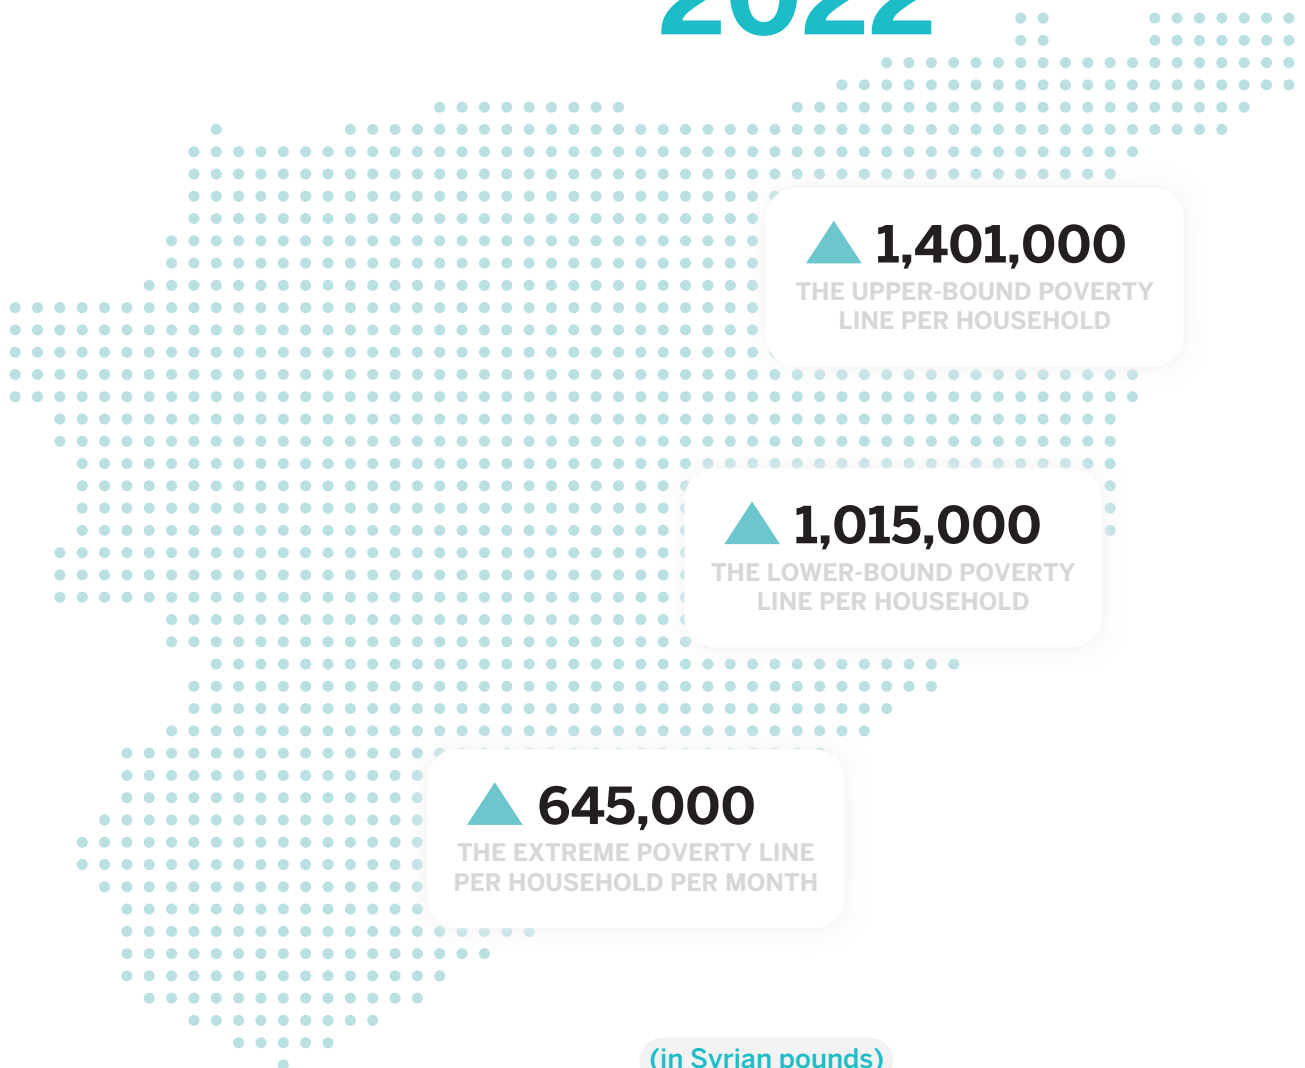 2022
1,401,000
THE UPPER-BOUND POVERTY
LINE PER HOUSEHOLD
1,015,000
THE LOWER-BOUND POVERTY
LINE PER HOUSEHOLD
645,000
THE EXTREME POVERTY LINE
PER HOUSEHOLD PER MONTH
(in Syrian pounds)